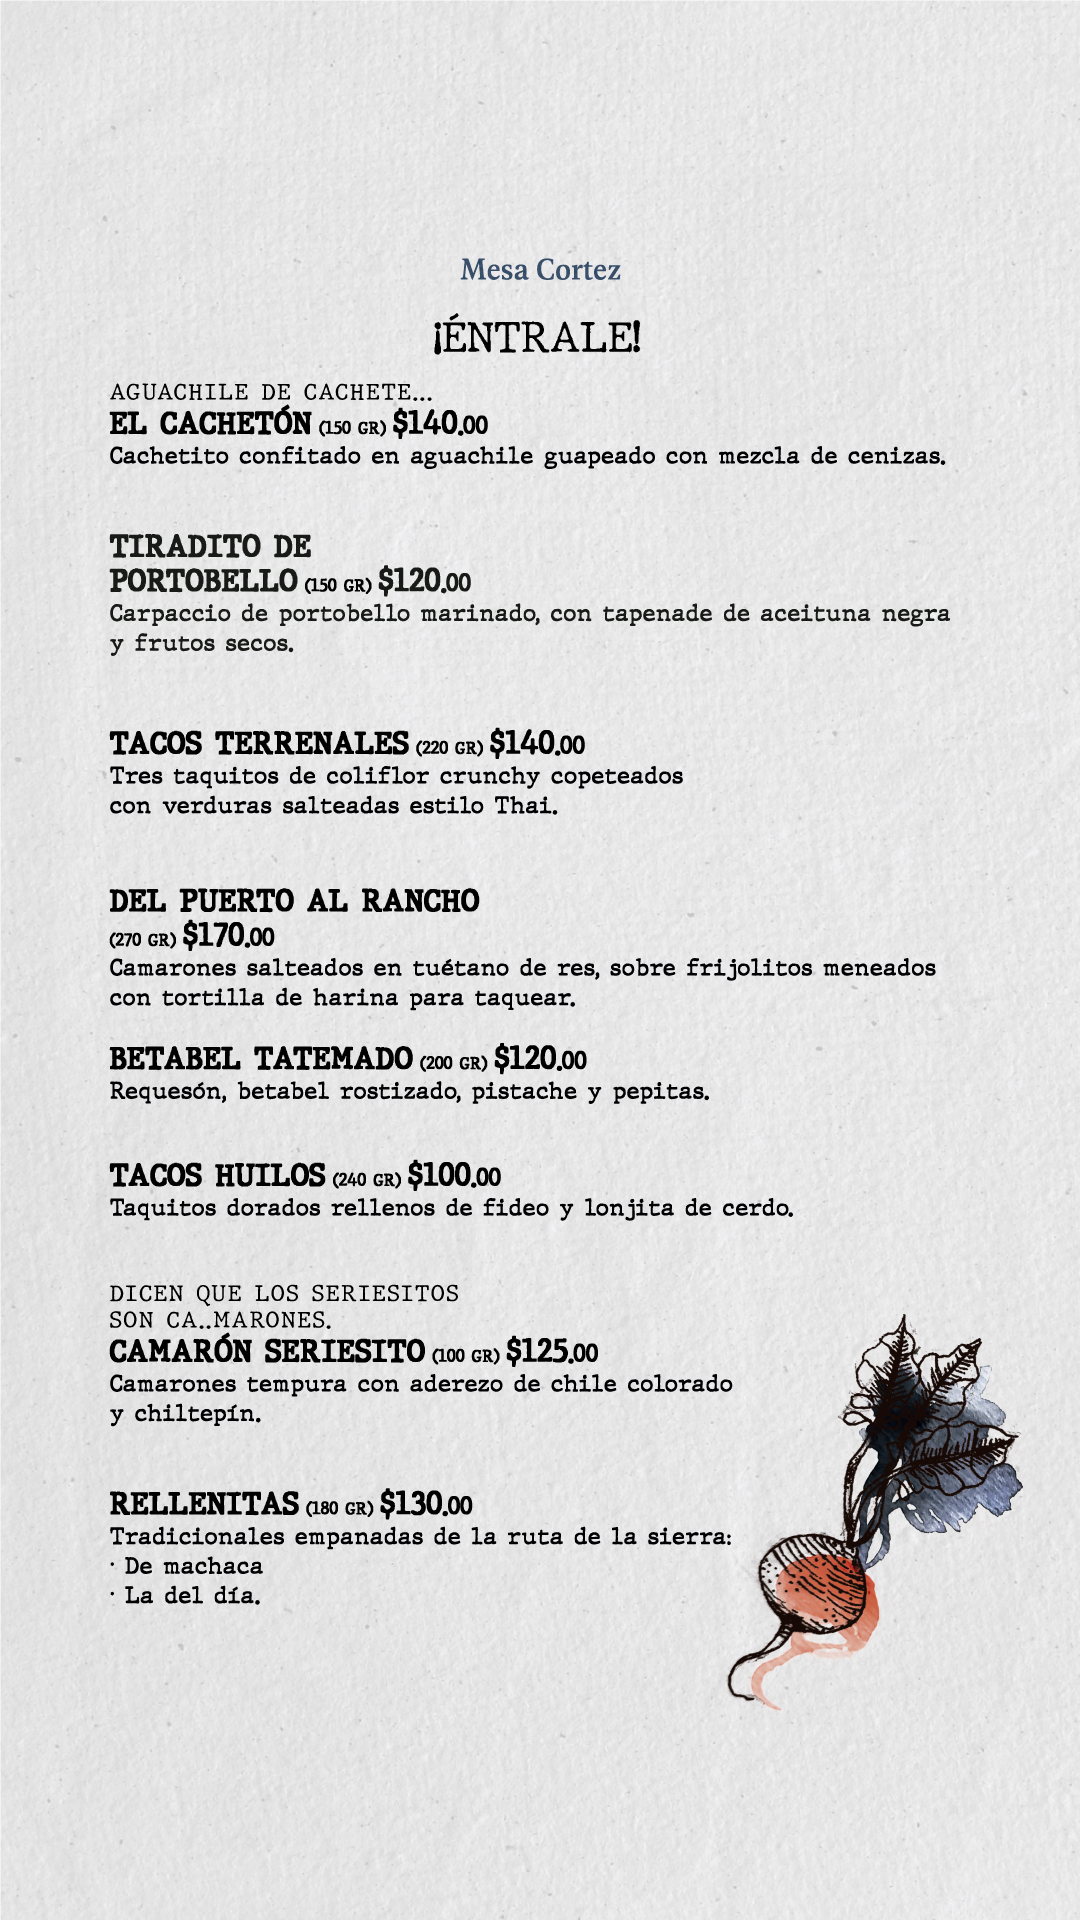 Mesa Cortez
¡ÉNTRALE!
AGUACHILE DE CACHETE...
EL CACHETÓN (150 GR) $140.00
Cachetito confitado en aguachile guapeado con mezcla de cenizas.
TIRADITO DE
PORTOBELLO (150 GR) $120.00
Carpaccio de portobello marinado, con tapenade de aceituna negra
y frutos secos.
TACOS TERRENALES (220 GR) $140.00
Tres taquitos de coliflor crunchy copeteados
con verduras salteadas estilo Thai.
DEL PUERTO AL RANCHO
(270 GR) $170.00
Camarones salteados en tuétano de res, sobre frijolitos meneados
con tortilla de harina para taquear.
BETABEL TATEMADO (200 GR) $120.00
Requesón, betabel rostizado, pistache y pepitas.
TACOS HUILOS (240 GR) $100.00
Taquitos dorados rellenos de fideo y lonjita de cerdo.
DICEN QUE LOS SERIESITOS
SON CA..MARONES.
CAMARÓN SERIESITO (100 GR) $125.00
Camarones tempura con aderezo de chile colorado
y chiltepín.
RELLENITAS (180 GR) $130.00
Tradicionales empanadas de la ruta de la sierra:
· De machaca
· La del día.